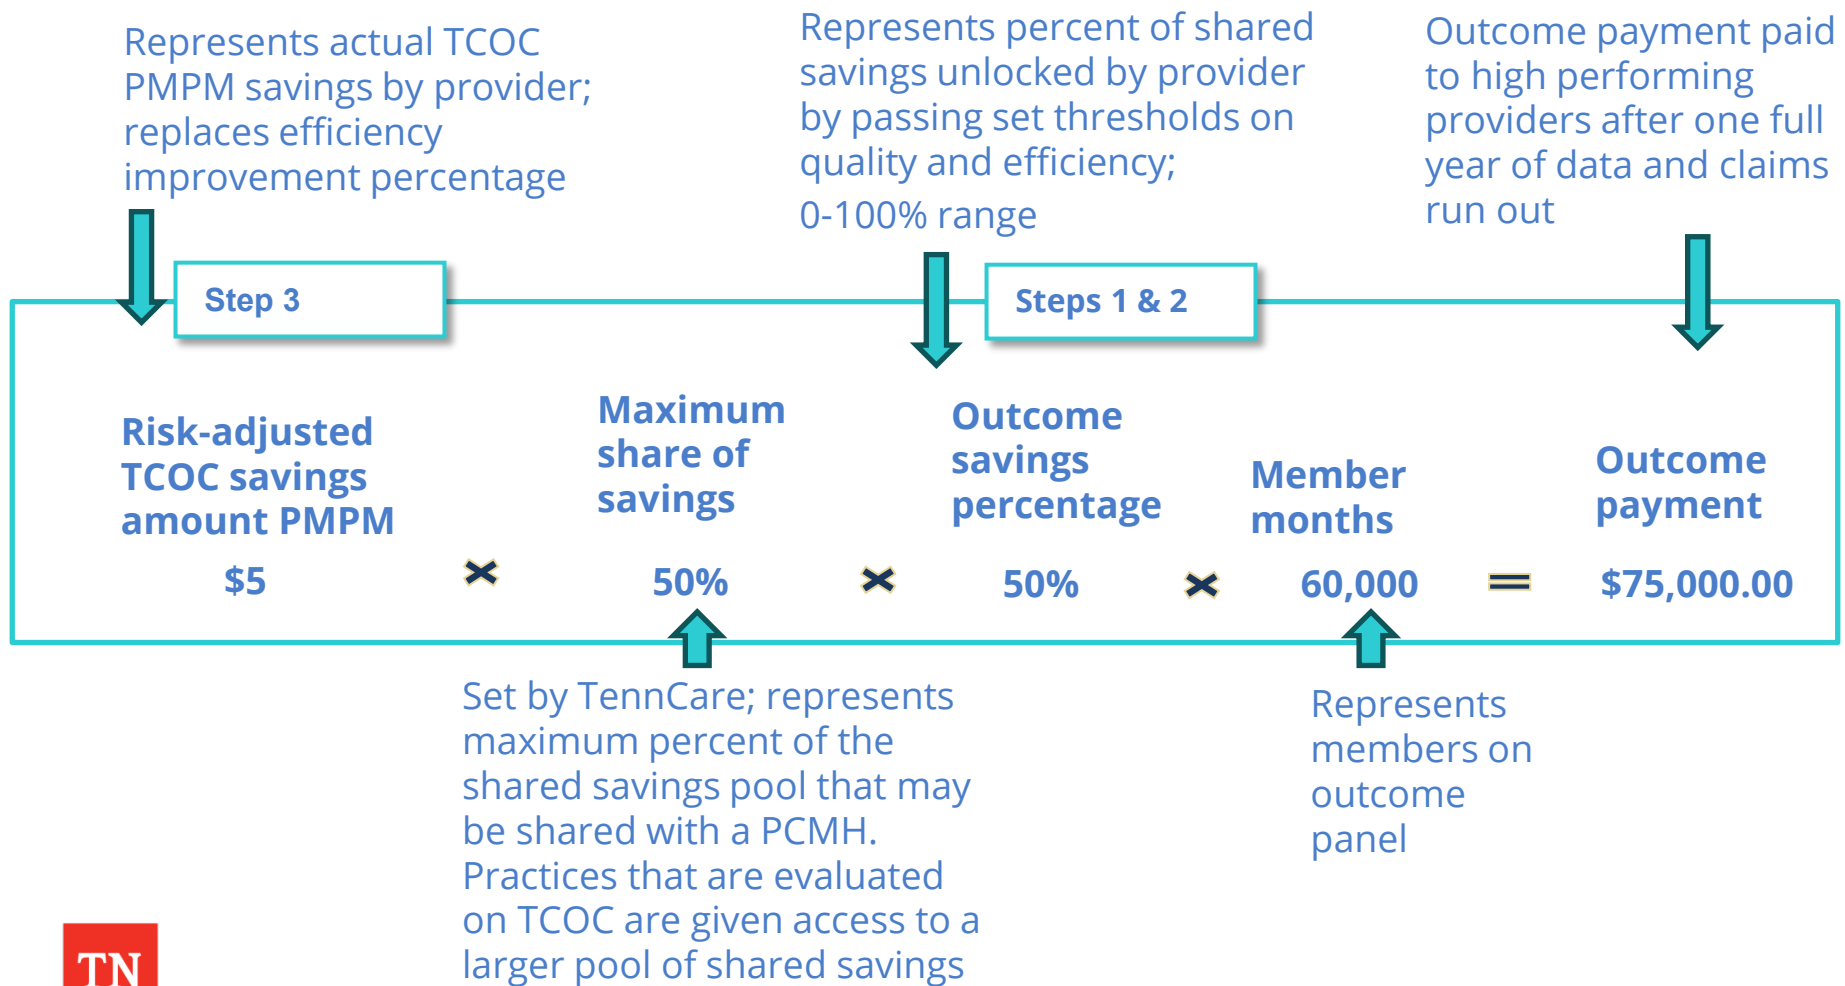 Represents actual TCOC
PMPM savings by provider;
replaces efficiency
improvement percentage
Represents percent of shared
savings unlocked by provider
by passing set thresholds on
quality and efficiency;
0-100% range
Outcome payment paid
to high performing
providers after one full
year of data and claims
run out
Step 3
Steps 1 & 2
Risk-adjusted
TCOC savings
amount PMPM
$5
×
Maximum
share of
savings
50%
×
Outcome
savings
percentage
50%
×
Member
months
60,000
=
Outcome
payment
$75,000.00
Set by TennCare; represents
maximum percent of the
shared savings pool that may
be shared with a PCMH.
Practices that are evaluated
on TCOC are given access to a
larger pool of shared savings
Represents
members on
outcome
panel
TN